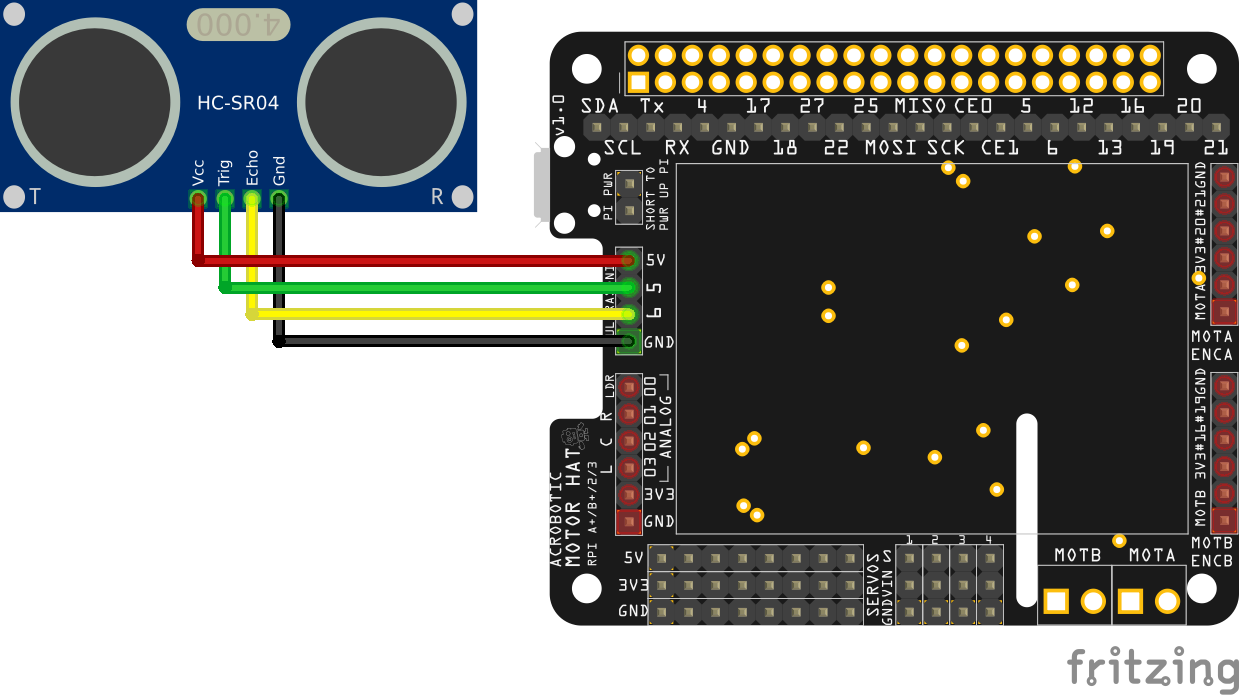 4.000
HC-SR04
Vcc
Trig
Echo
Gnd
T
R
v1.0
SDA Tx 4 17 27 25 MISO CE0 5 12 16 20
SCL RX GND 18 22 MOSI SCK CE1 6 13 19 21
PI PWR
SHORT TO
PWR UP PI
5V
5
6
GND
LDR 00
R 01
C 02
L 03
ANALOG
3V3
GND
ACROBOTIC
MOTOR HAT
RPI A+/B+/2/3
MOTA 3V3 #20 #21 GND
MOTA
ENCA
MOTB 3V3 #16 #19 GND
MOTB
ENCB
5V
3V3
GND
SERVOS
1 2 3 4
S
VIN
GND
MOTB MOTA
fritzing